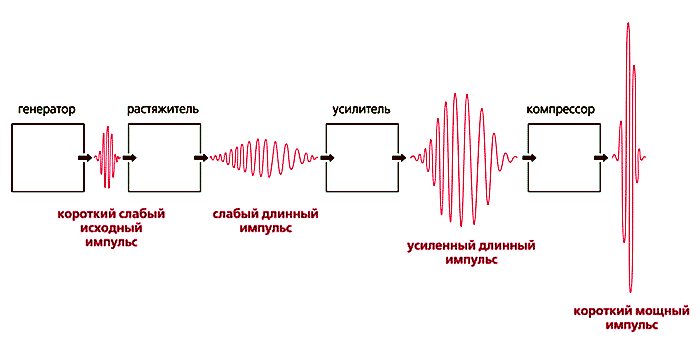 генератор
растяжитель
усилитель
компрессор
короткий слабый
исходный
импульс
слабый длинный
импульс
усиленный длинный
импульс
короткий мощный
импульс